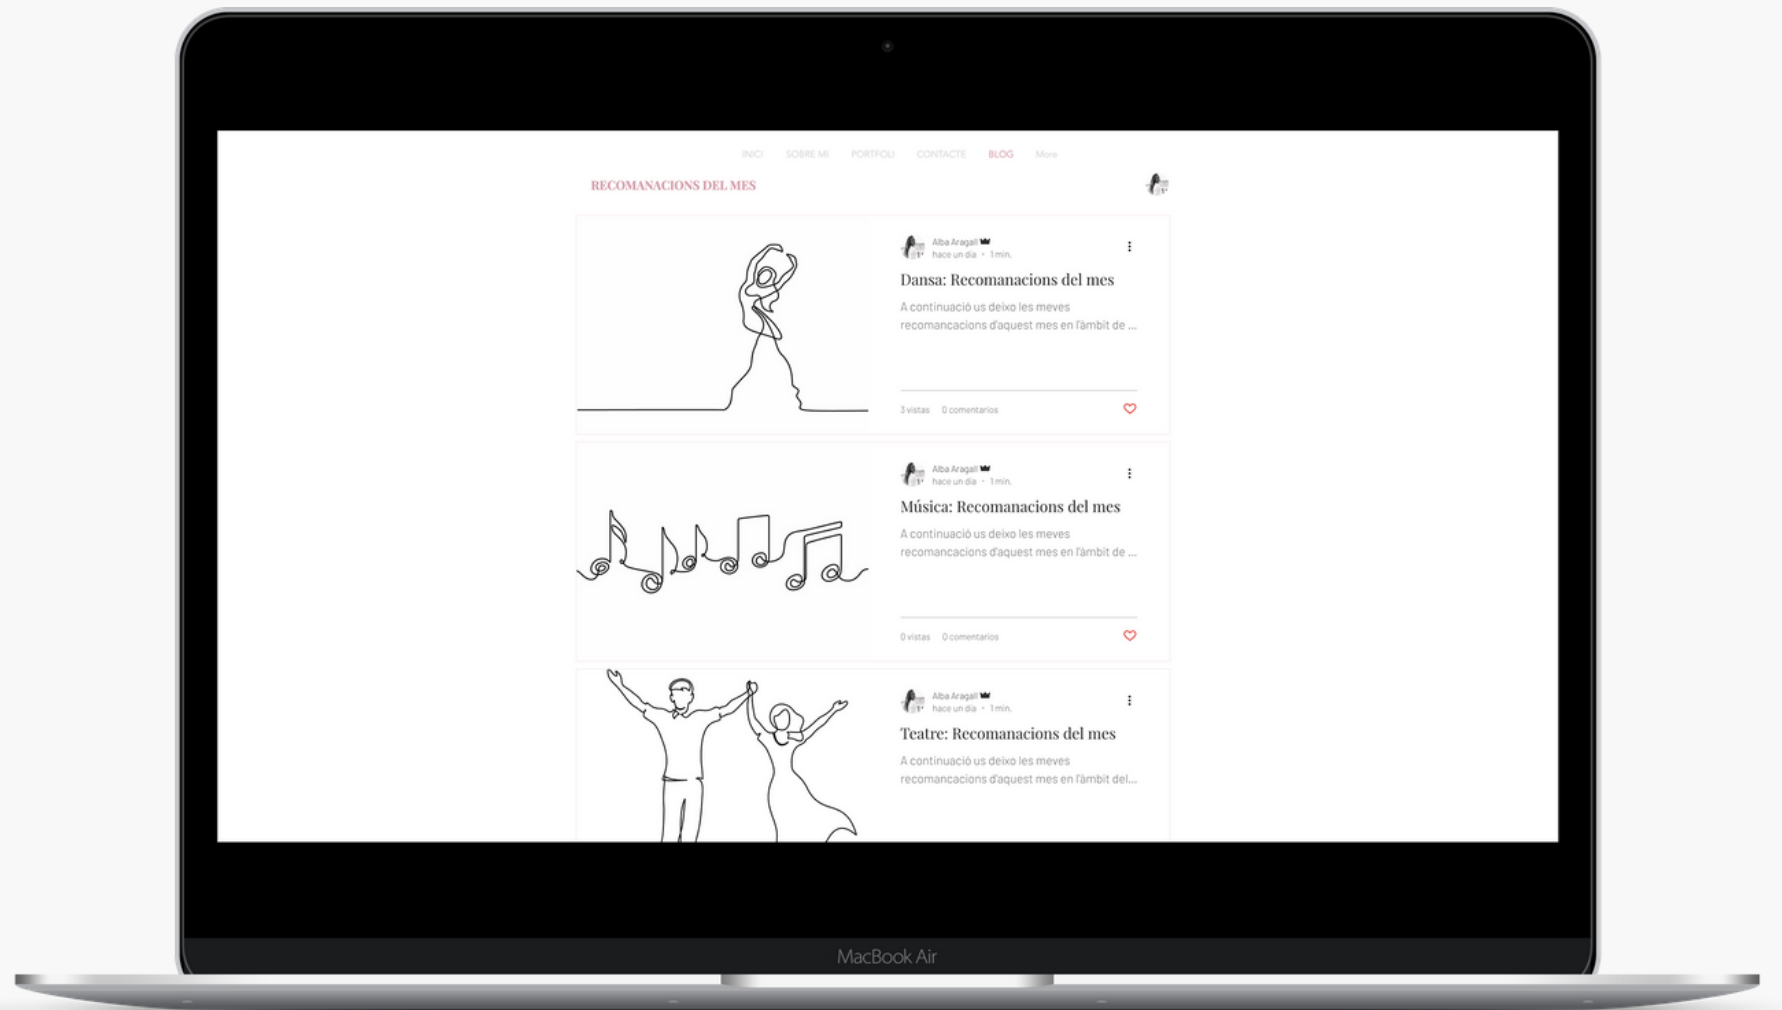 INICI SOBRE MI PORTFOLI CONTACTE BLOG More
RECOMANACIONS DEL MES
Alba Aragall
hace un día · 1 min.
Dansa: Recomanacions del mes
A continuació us deixo les meves
recomancacions d'aquest mes en l'àmbit de ...
3 vistas 0 comentarios
Alba Aragall
hace un día · 1 min.
Música: Recomanacions del mes
A continuació us deixo les meves
recomancacions d'aquest mes en l'àmbit de ...
0 vistas 0 comentarios
Alba Aragall
hace un día · 1 min.
Teatre: Recomanacions del mes
A continuació us deixo les meves
recomancacions d'aquest mes en l'àmbit del...
MacBook Air